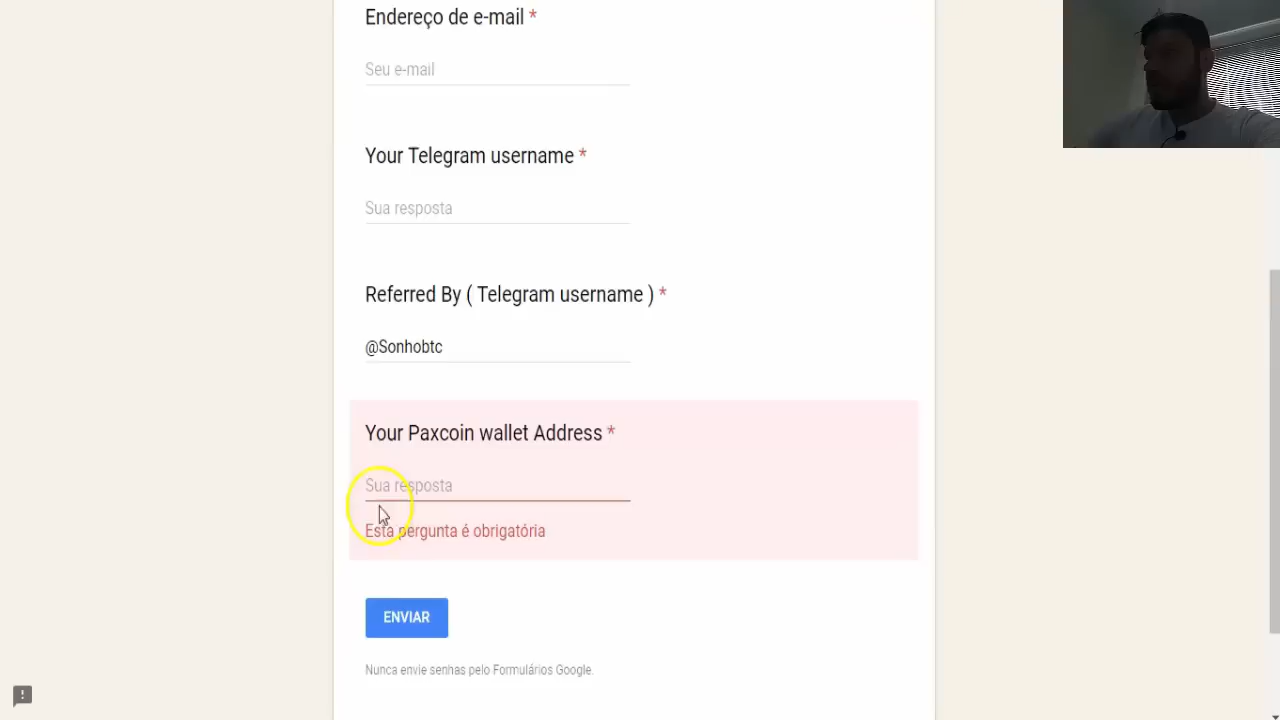 Endereço de e-mail *
Seu e-mail
Your Telegram username *
Sua resposta
Referred By ( Telegram username ) *
@Sonhobtc
Your Paxcoin wallet Address *
Sua resposta
Esta pergunta é obrigatória
ENVIAR
Nunca envie senhas pelo Formulários Google.